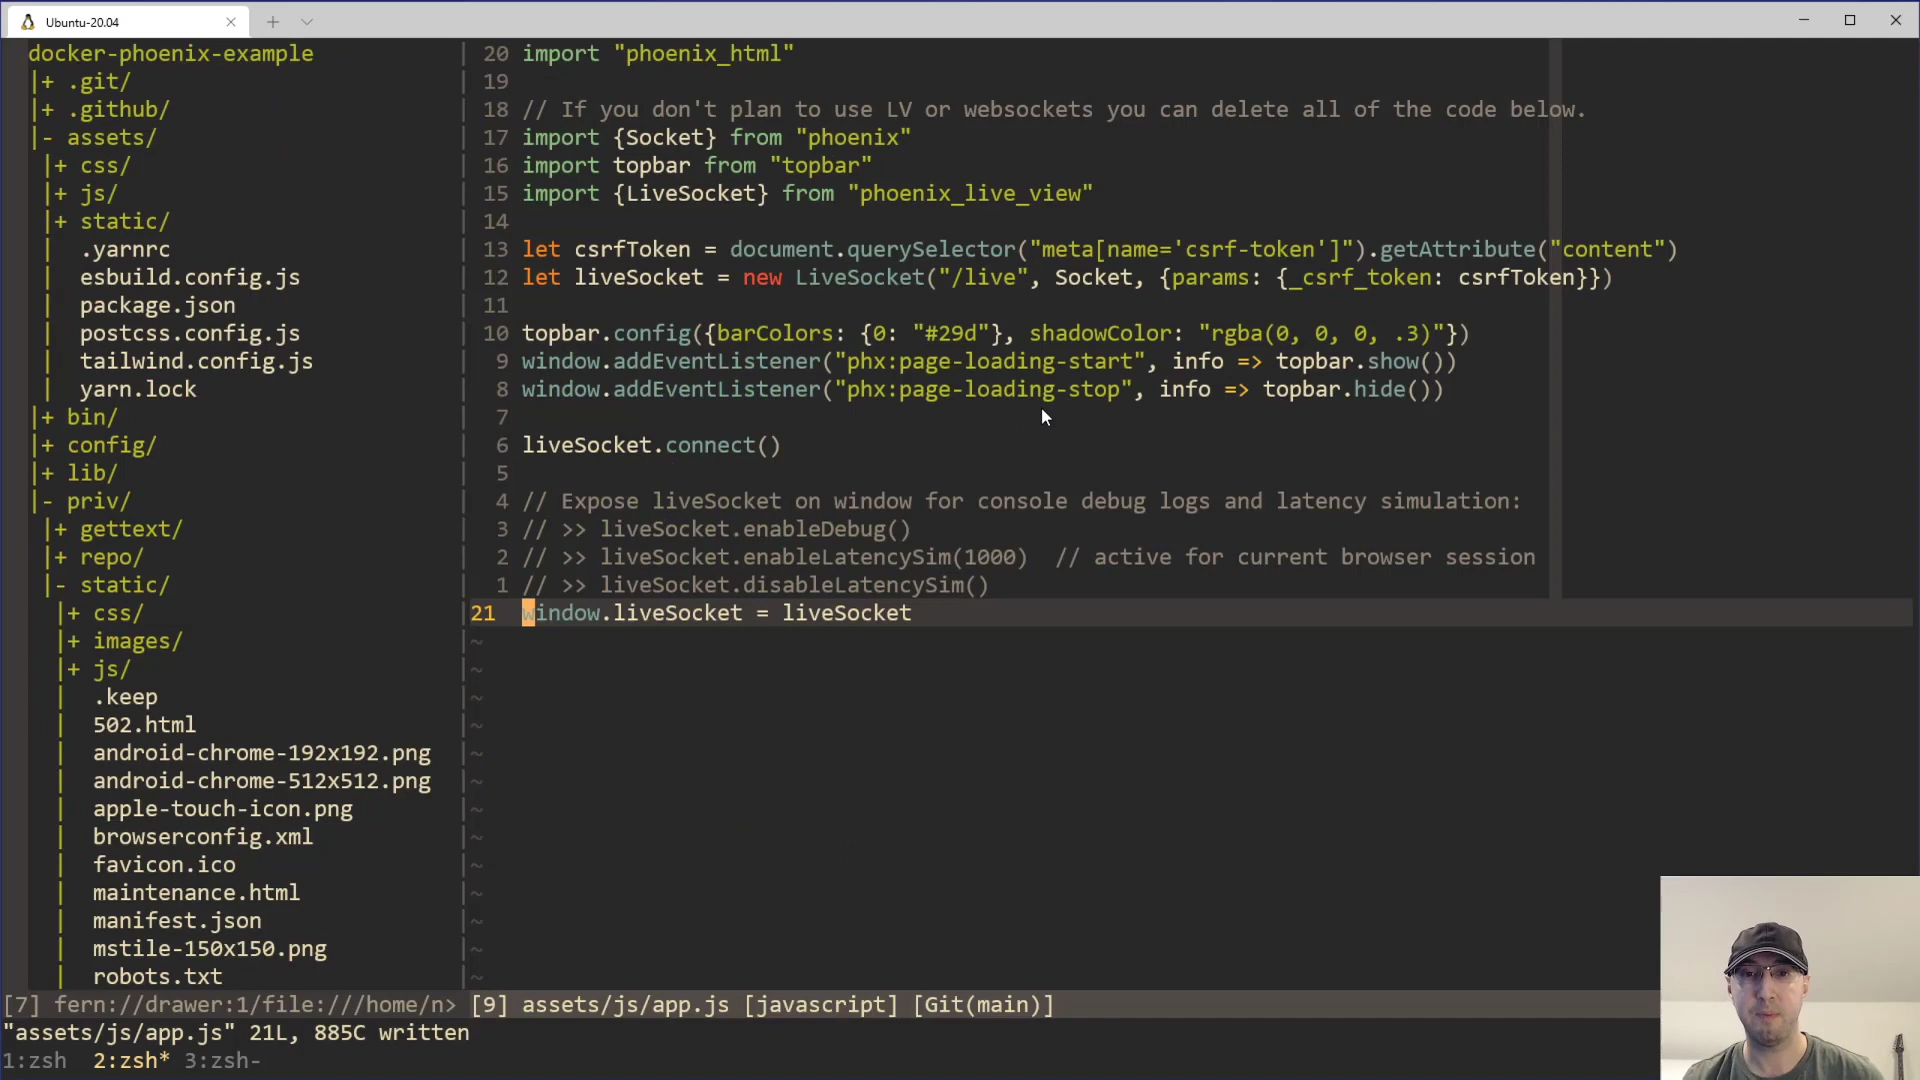 Ubuntu-20.04
docker-phoenix-example
|+ .git/
|+ .github/
|- assets/
|+ css/
|+ js/
|+ static/
| .yarnrc
| esbuild.config.js
| package.json
| postcss.config.js
| tailwind.config.js
| yarn.lock
|+ bin/
|+ config/
|+ lib/
|- priv/
|+ gettext/
|+ repo/
|- static/
|+ css/
|+ images/
|+ js/
| .keep
| 502.html
| android-chrome-192x192.png
| android-chrome-512x512.png
| apple-touch-icon.png
| browserconfig.xml
| favicon.ico
| maintenance.html
| manifest.json
| mstile-150x150.png
| robots.txt
20 import "phoenix_html"
19
18 // If you don't plan to use LV or websockets you can delete all of the code below.
17 import {Socket} from "phoenix"
16 import topbar from "topbar"
15 import {LiveSocket} from "phoenix_live_view"
14
13 let csrfToken = document.querySelector("meta[name='csrf-token']").getAttribute("content")
12 let liveSocket = new LiveSocket("/live", Socket, {params: {_csrf_token: csrfToken}})
11
10 topbar.config({barColors: {0: "#29d"}, shadowColor: "rgba(0, 0, 0, .3)"})
9 window.addEventListener("phx:page-loading-start", info => topbar.show())
8 window.addEventListener("phx:page-loading-stop", info => topbar.hide())
7
6 liveSocket.connect()
5
4 // Expose liveSocket on window for console debug logs and latency simulation:
3 // >> liveSocket.enableDebug()
2 // >> liveSocket.enableLatencySim(1000)  // active for current browser session
1 // >> liveSocket.disableLatencySim()
21 window.liveSocket = liveSocket
~
~
~
~
~
~
~
~
~
~
~
~
~
[7] fern://drawer:1/file:///home/n> [9] assets/js/app.js [javascript] [Git(main)]
"assets/js/app.js" 21L, 885C written
1:zsh 2:zsh* 3:zsh-